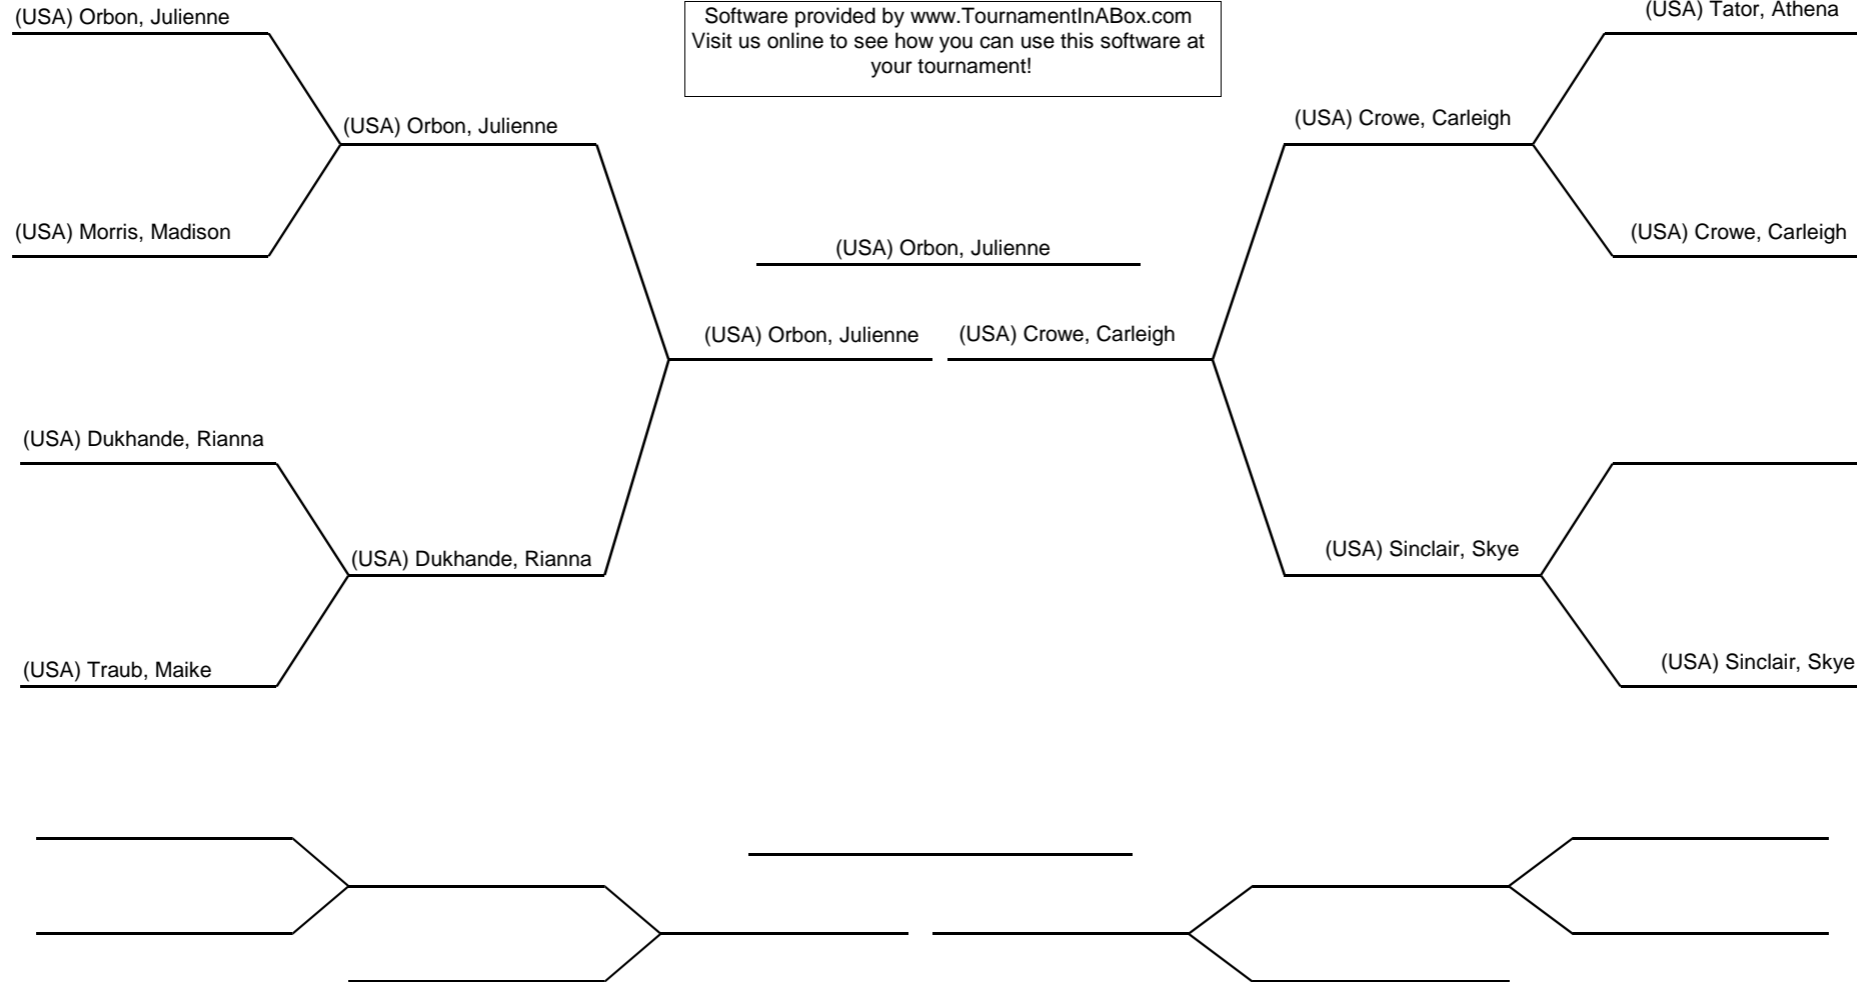 (USA) Orbon, Julienne
Software provided by www.TournamentInABox.com
Visit us online to see how you can use this software at
your tournament!
(USA) Tator, Athena
(USA) Orbon, Julienne
(USA) Crowe, Carleigh
(USA) Morris, Madison
(USA) Orbon, Julienne
(USA) Crowe, Carleigh
(USA) Orbon, Julienne
(USA) Crowe, Carleigh
(USA) Dukhande, Rianna
(USA) Dukhande, Rianna
(USA) Sinclair, Skye
(USA) Traub, Maike
(USA) Sinclair, Skye